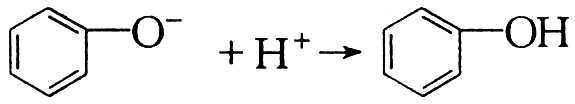 O⁻ + H⁺ → OH